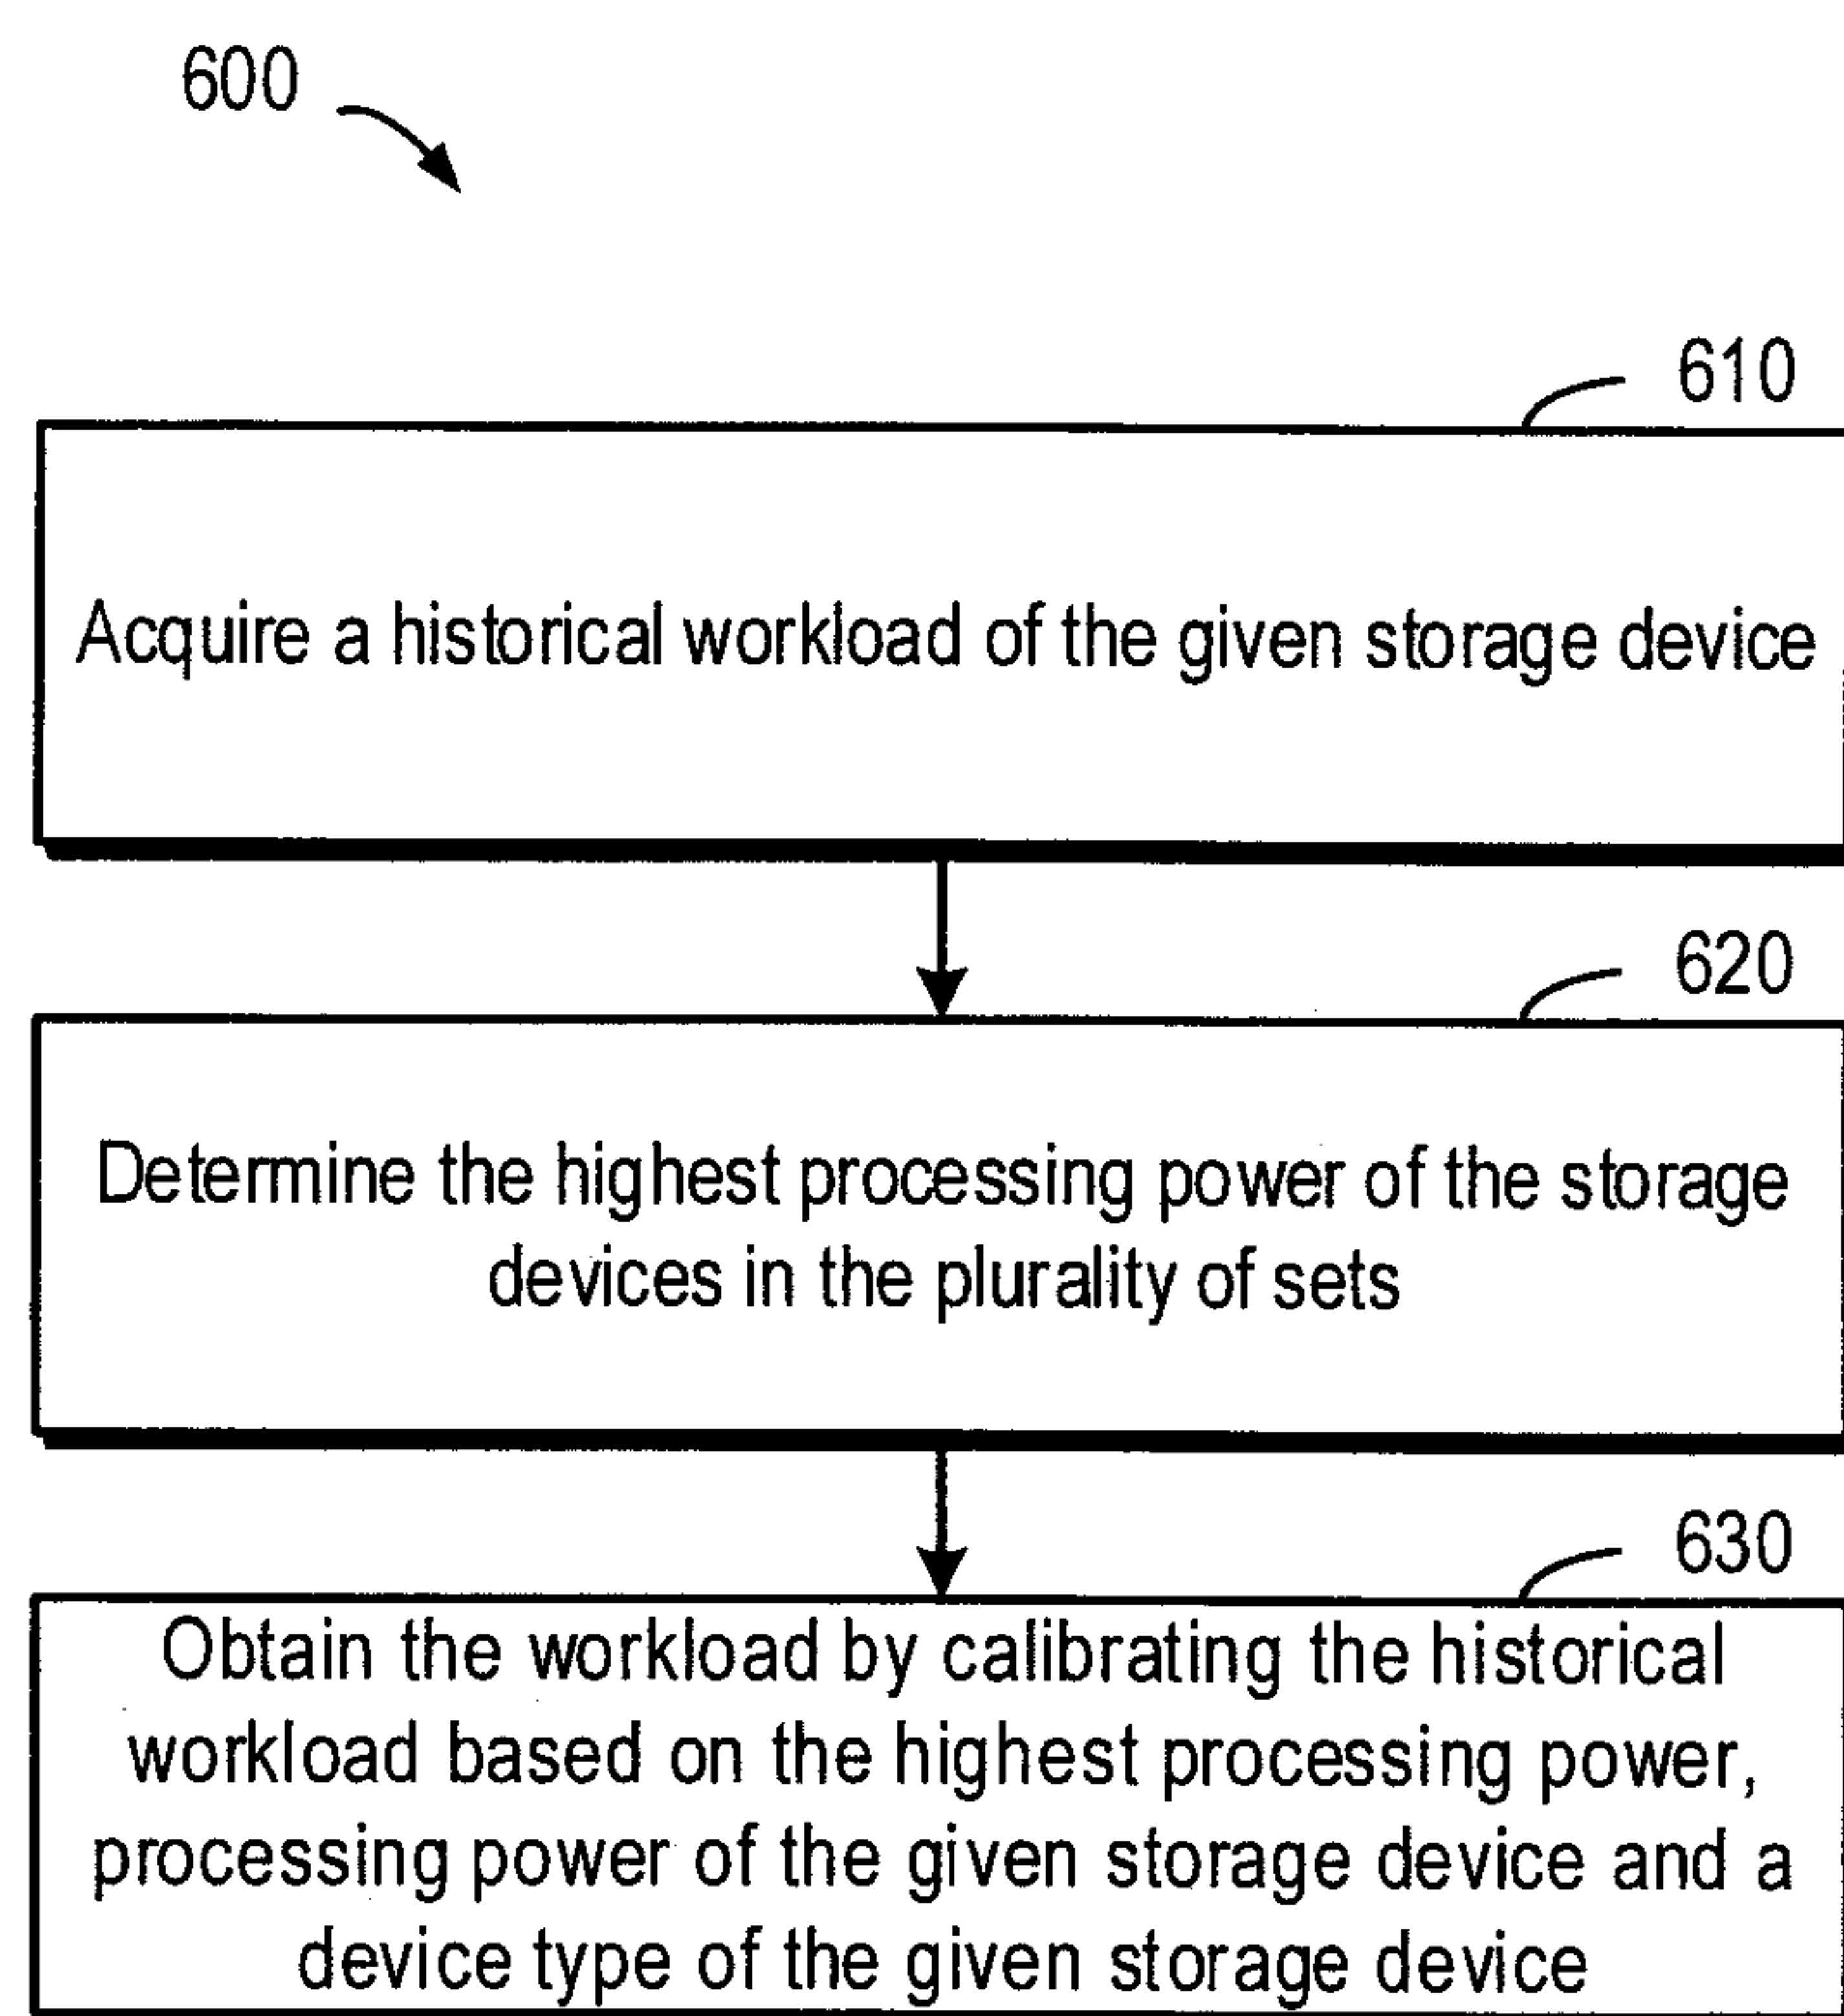 600
610
Acquire a historical workload of the given storage device
620
Determine the highest processing power of the storage
devices in the plurality of sets
630
Obtain the workload by calibrating the historical
workload based on the highest processing power,
processing power of the given storage device and a
device type of the given storage device